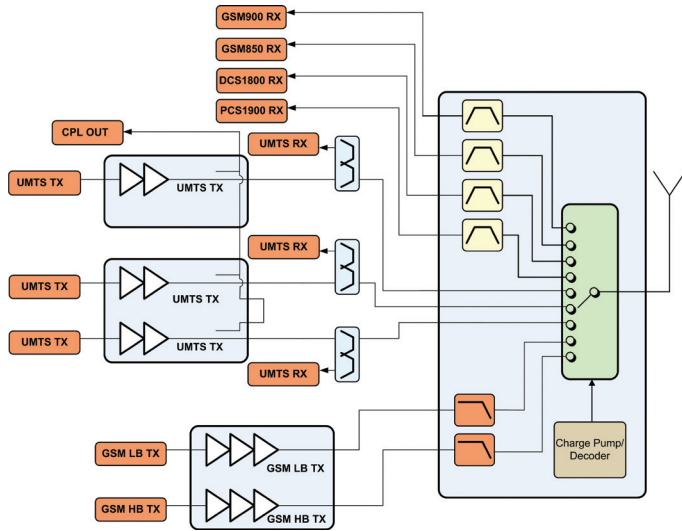 GSM900 RX
GSM850 RX
DCS1800 RX
PCS1900 RX
CPL OUT
UMTS RX
UMTS TX
UMTS TX
UMTS RX
UMTS TX
UMTS TX
UMTS TX
UMTS TX
UMTS RX
Charge Pump/
Decoder
GSM LB TX
GSM LB TX
GSM HB TX
GSM HB TX